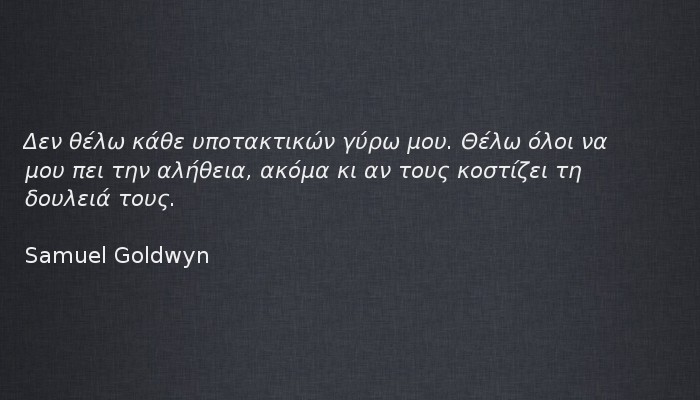 Δεν θέλω κάθε υποτακτικών γύρω μου. Θέλω όλοι να
μου πει την αλήθεια, ακόμα κι αν τους κοστίζει τη
δουλειά τους.
Samuel Goldwyn